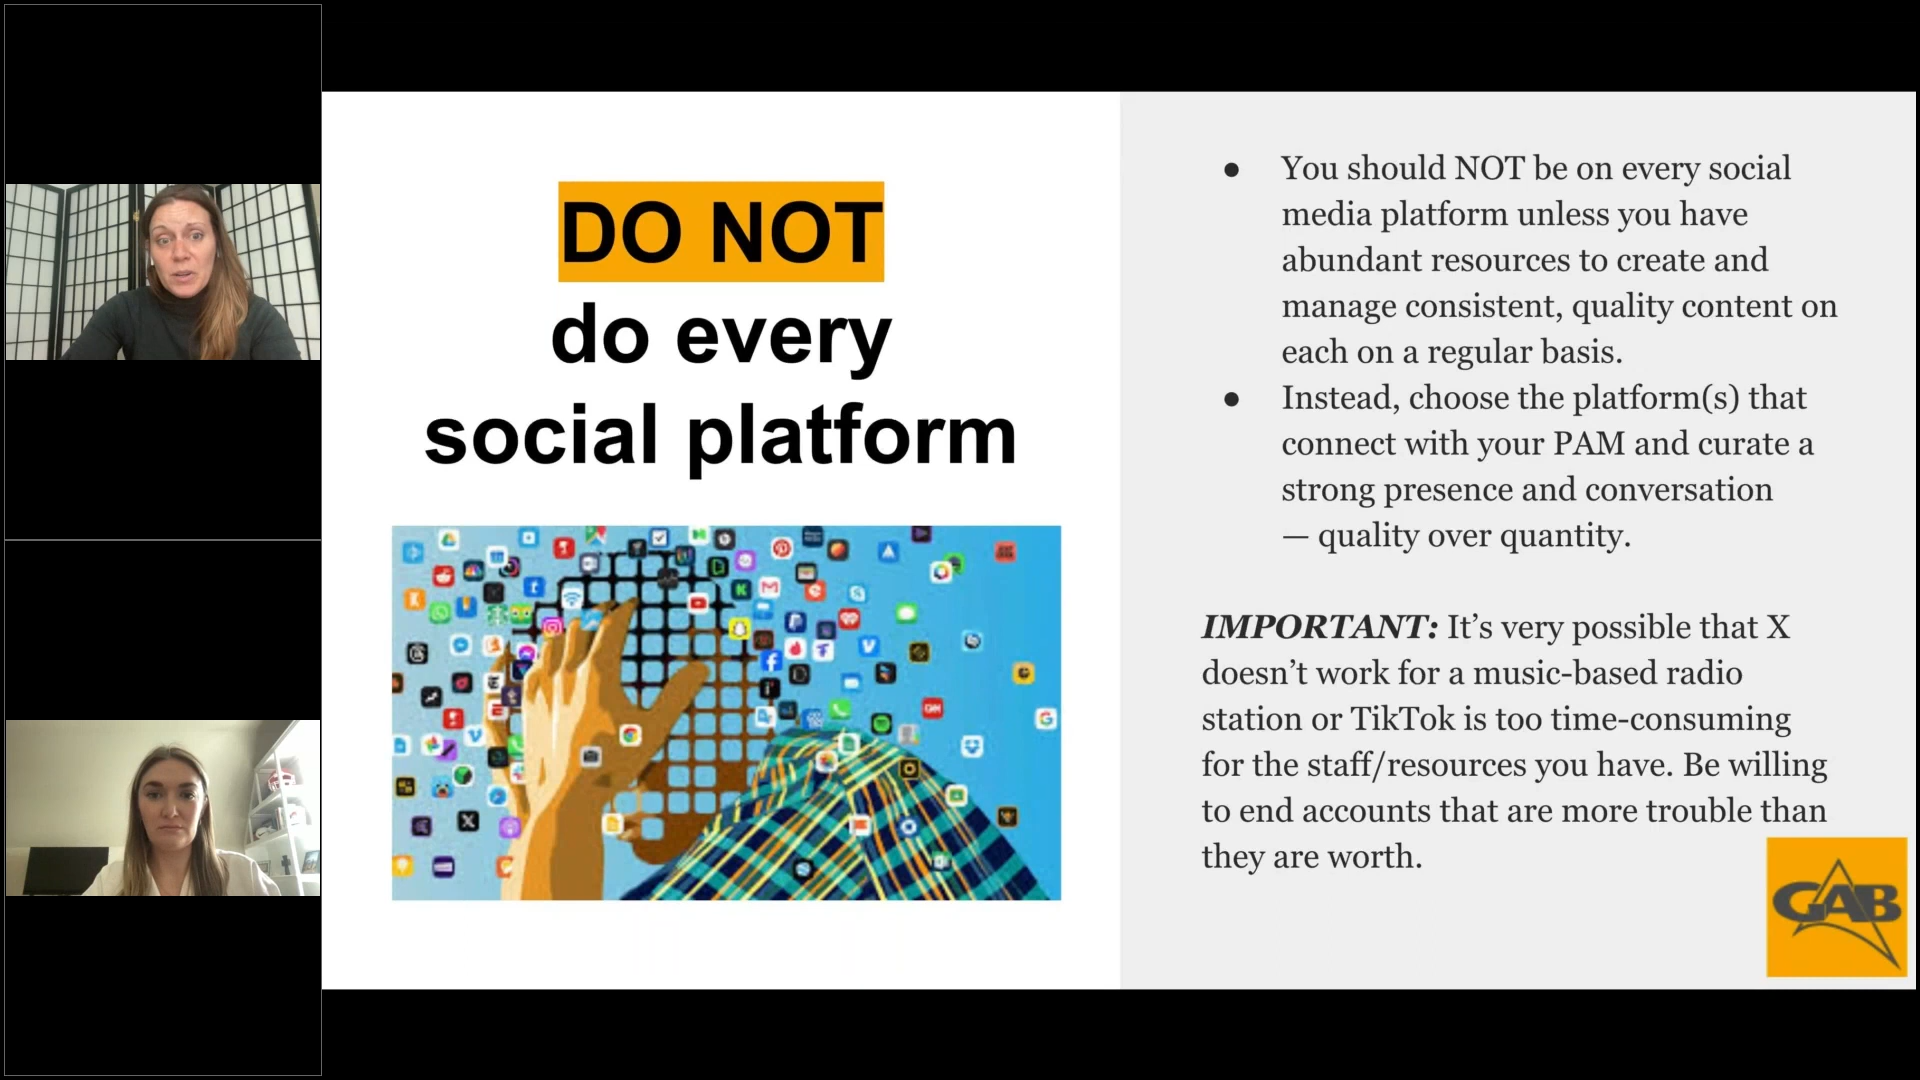 DO NOT
do every
social platform
● You should NOT be on every social
media platform unless you have
abundant resources to create and
manage consistent, quality content on
each on a regular basis.
● Instead, choose the platform(s) that
connect with your PAM and curate a
strong presence and conversation
— quality over quantity.
IMPORTANT: It’s very possible that X
doesn’t work for a music-based radio
station or TikTok is too time-consuming
for the staff/resources you have. Be willing
to end accounts that are more trouble than
they are worth.
GAB